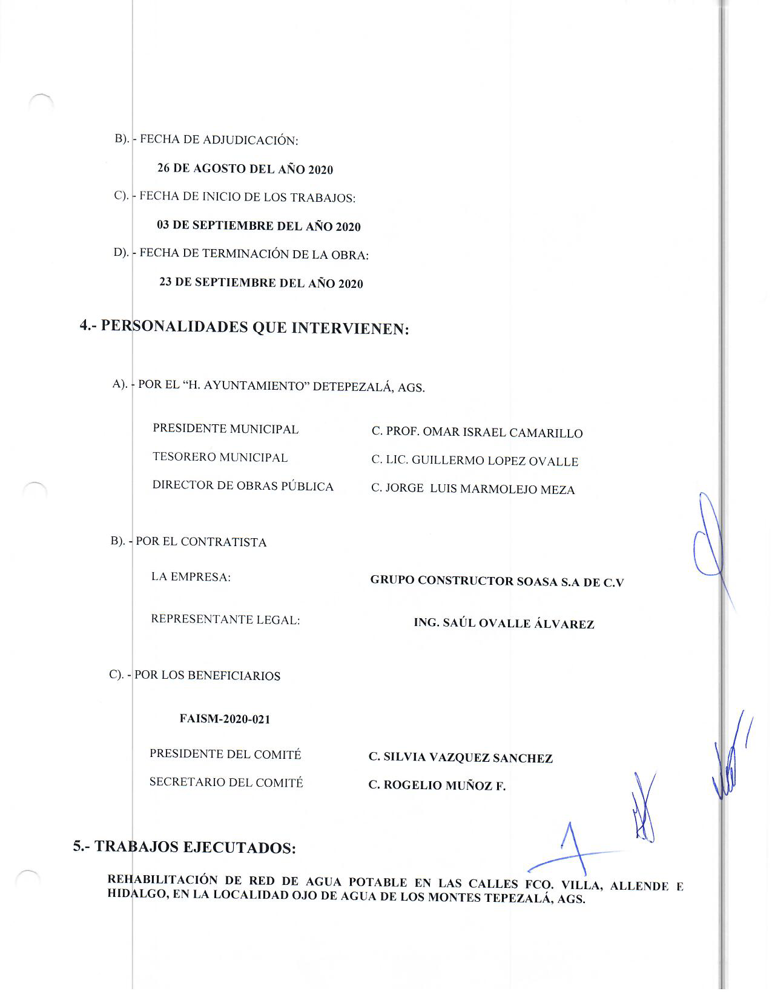 B). - FECHA DE ADJUDICACIÓN:
26 DE AGOSTO DEL AÑO 2020
C). - FECHA DE INICIO DE LOS TRABAJOS:
03 DE SEPTIEMBRE DEL AÑO 2020
D). - FECHA DE TERMINACIÓN DE LA OBRA:
23 DE SEPTIEMBRE DEL AÑO 2020
4.- PERSONALIDADES QUE INTERVIENEN:
A). - POR EL “H. AYUNTAMIENTO” DETEPEZALÁ, AGS.
PRESIDENTE MUNICIPAL C. PROF. OMAR ISRAEL CAMARILLO
TESORERO MUNICIPAL C. LIC. GUILLERMO LOPEZ OVALLE
DIRECTOR DE OBRAS PÚBLICA C. JORGE LUIS MARMOLEJO MEZA
B). - POR EL CONTRATISTA
LA EMPRESA: GRUPO CONSTRUCTOR SOASA S.A DE C.V
REPRESENTANTE LEGAL: ING. SAÚL OVALLE ÁLVAREZ
C). - POR LOS BENEFICIARIOS
FAISM-2020-021
PRESIDENTE DEL COMITÉ C. SILVIA VAZQUEZ SANCHEZ
SECRETARIO DEL COMITÉ C. ROGELIO MUÑOZ F.
5.- TRABAJOS EJECUTADOS:
REHABILITACIÓN DE RED DE AGUA POTABLE EN LAS CALLES FCO. VILLA, ALLENDE E
HIDALGO, EN LA LOCALIDAD OJO DE AGUA DE LOS MONTES TEPEZALÁ, AGS.